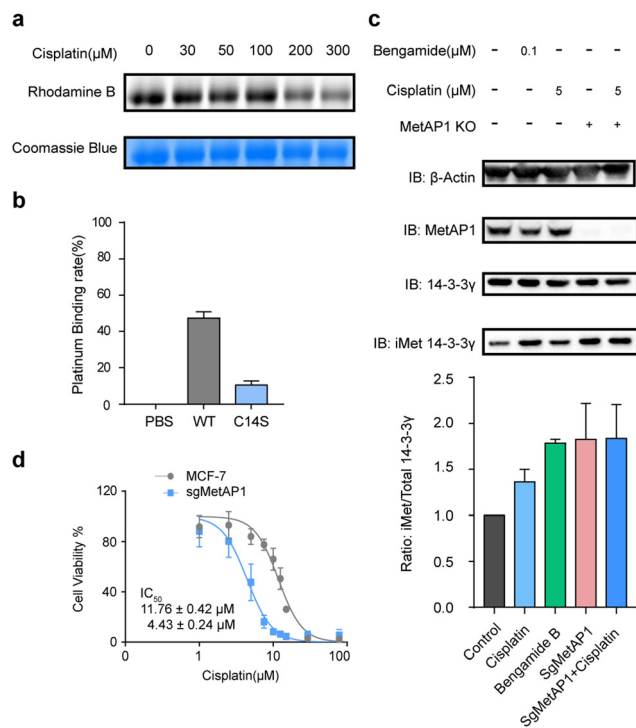 a
Cisplatin(μM) 0 30 50 100 200 300
Rhodamine B
Coomassie Blue
b
Platinum Binding rate(%)
100
80
60
40
20
0
PBS WT C14S
c
Bengamide(μM) - 0.1 - - -
Cisplatin (μM) - - 5 - 5
MetAP1 KO - - - + +
IB: β-Actin
IB: MetAP1
IB: 14-3-3γ
IB: iMet 14-3-3γ
Ratio: iMet/Total 14-3-3γ
2.5
2.0
1.5
1.0
0.5
0.0
Control
Cisplatin
Bengamide B
SgMetAP1
SgMetAP1+Cisplatin
d
MCF-7
sgMetAP1
Cell Viability %
120
80
40
0
IC50
11.76 ± 0.42 μM
4.43 ± 0.24 μM
0 1 10 100
Cisplatin(μM)